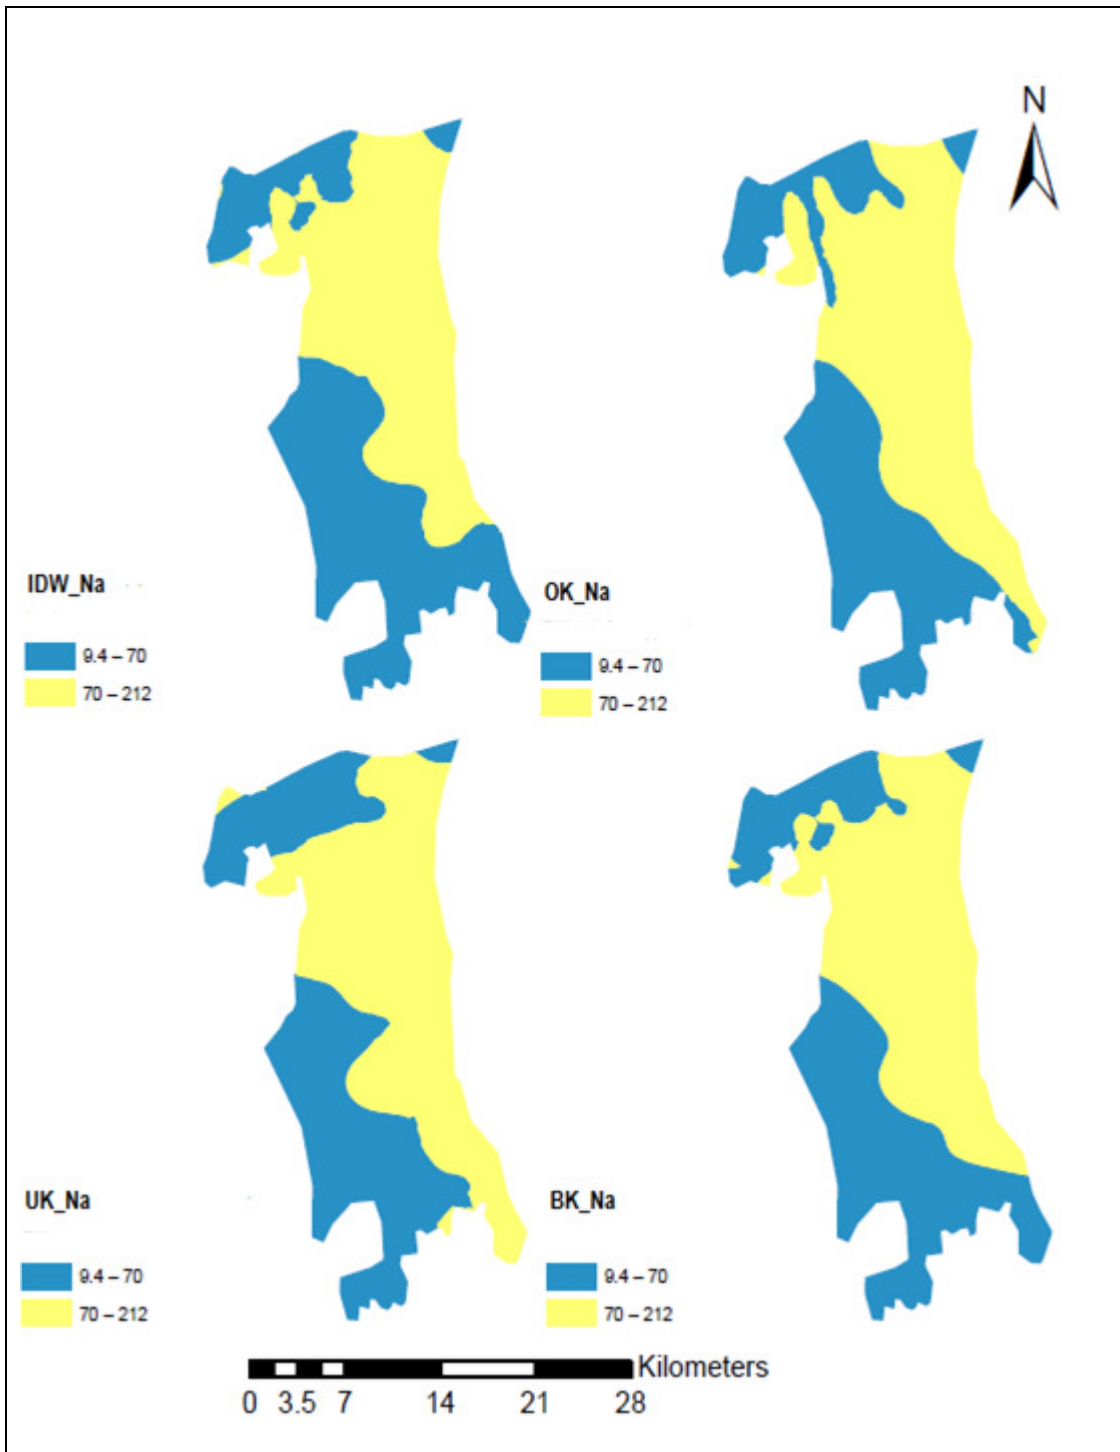 N
IDW_Na
9.4 – 70
70 – 212
OK_Na
9.4 – 70
70 – 212
UK_Na
9.4 – 70
70 – 212
BK_Na
9.4 – 70
70 – 212
Kilometers
0 3.5 7 14 21 28